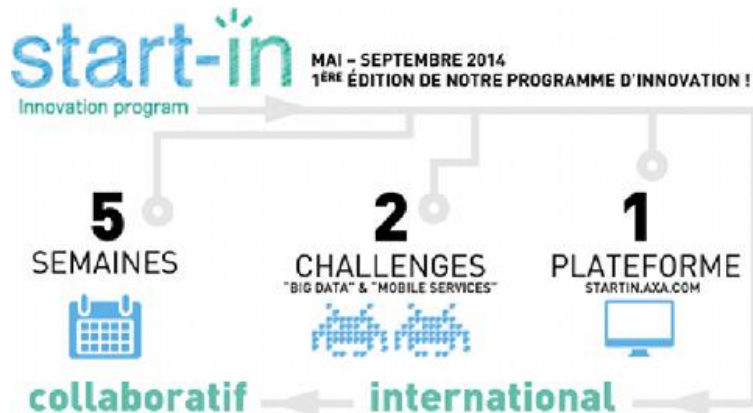 start-in
Innovation program
MAI – SEPTEMBRE 2014
1ÈRE ÉDITION DE NOTRE PROGRAMME D'INNOVATION !
5
SEMAINES
2
CHALLENGES
"BIG DATA" & "MOBILE SERVICES"
1
PLATEFORME
STARTIN.AXA.COM
collaboratif
international